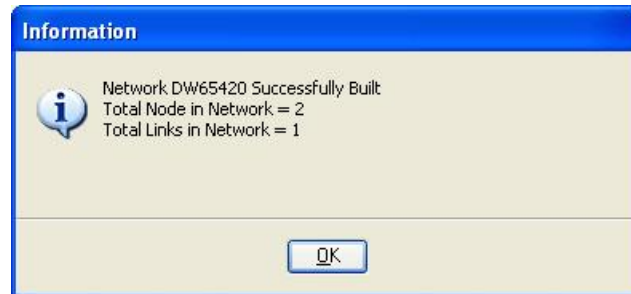 Information
Network DW65420 Successfully Built
Total Node in Network = 2
Total Links in Network = 1
OK